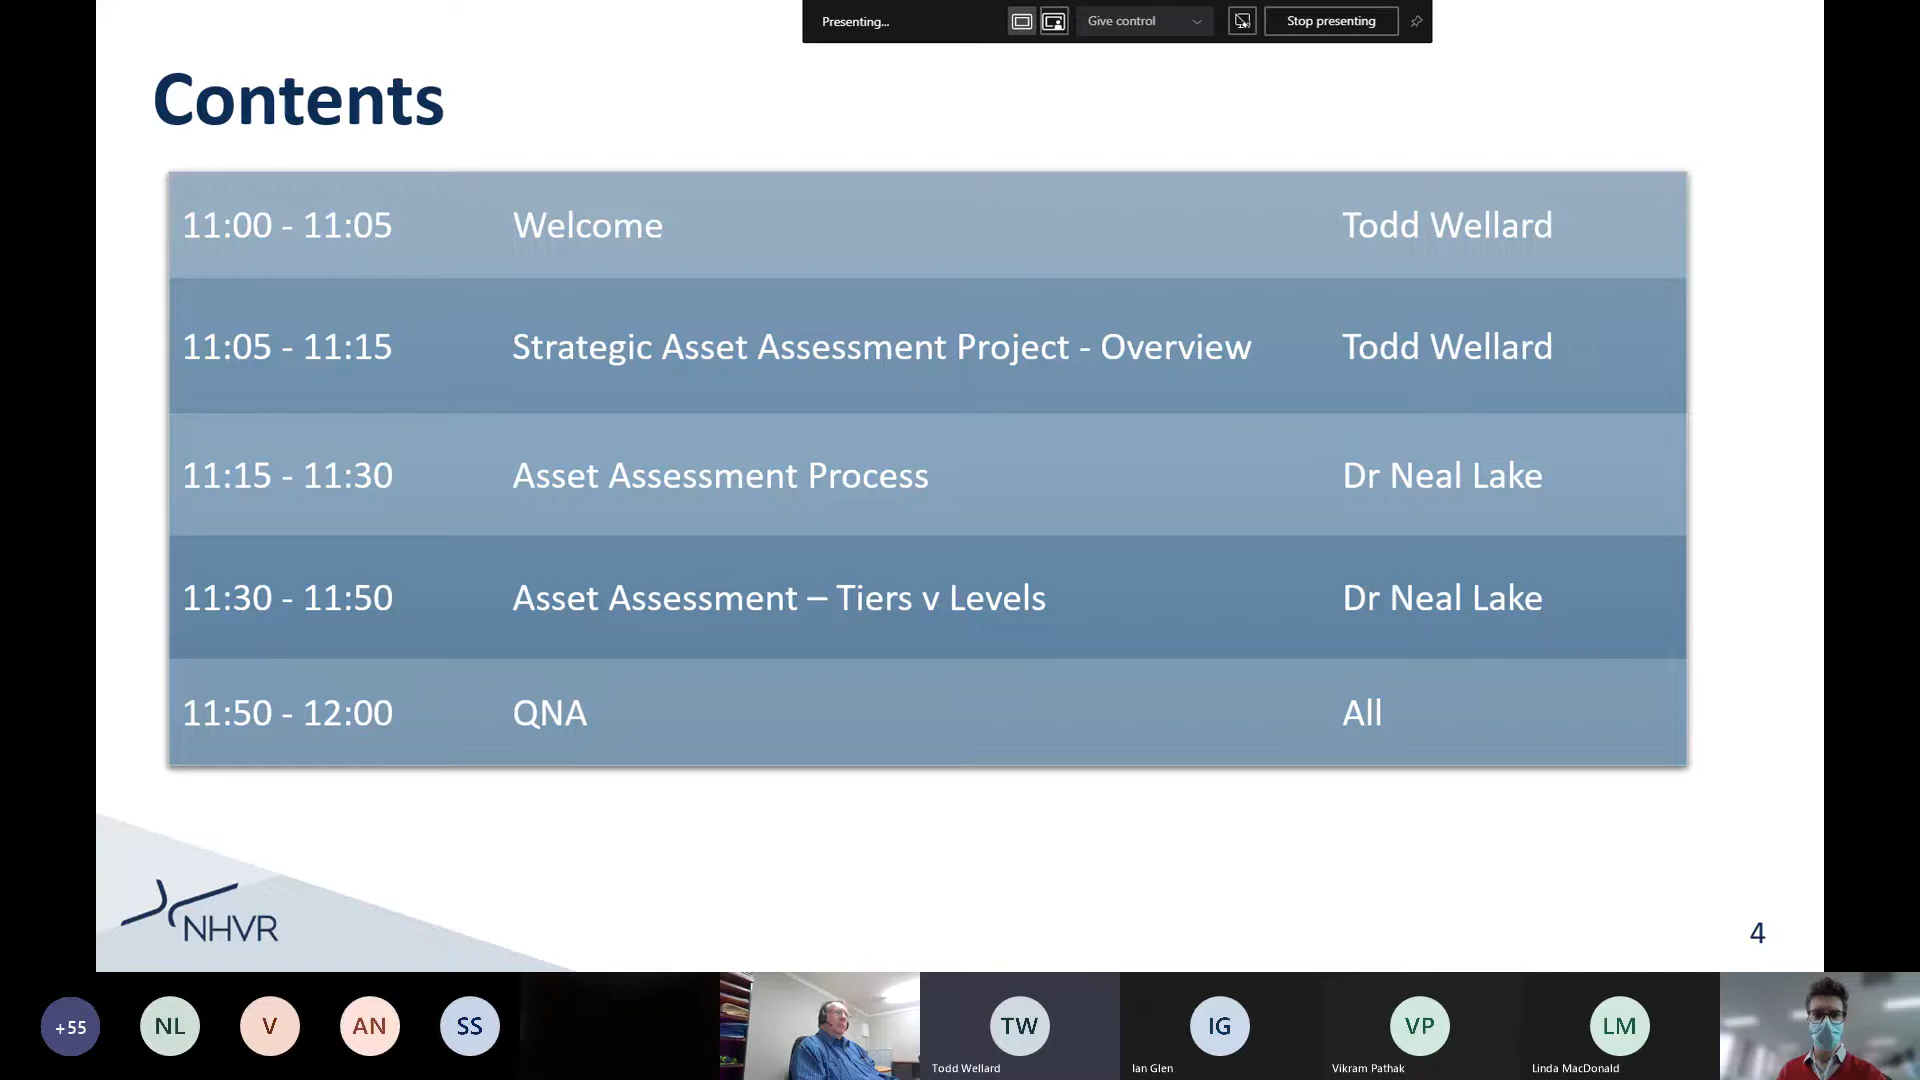 Presenting...
Give control
Stop presenting
Contents
11:00 - 11:05 Welcome Todd Wellard
11:05 - 11:15 Strategic Asset Assessment Project - Overview Todd Wellard
11:15 - 11:30 Asset Assessment Process Dr Neal Lake
11:30 - 11:50 Asset Assessment – Tiers v Levels Dr Neal Lake
11:50 - 12:00 QNA All
NHVR
4
+55 NL V AN SS TW IG VP LM
Todd Wellard Ian Glen Vikram Pathak Linda MacDonald